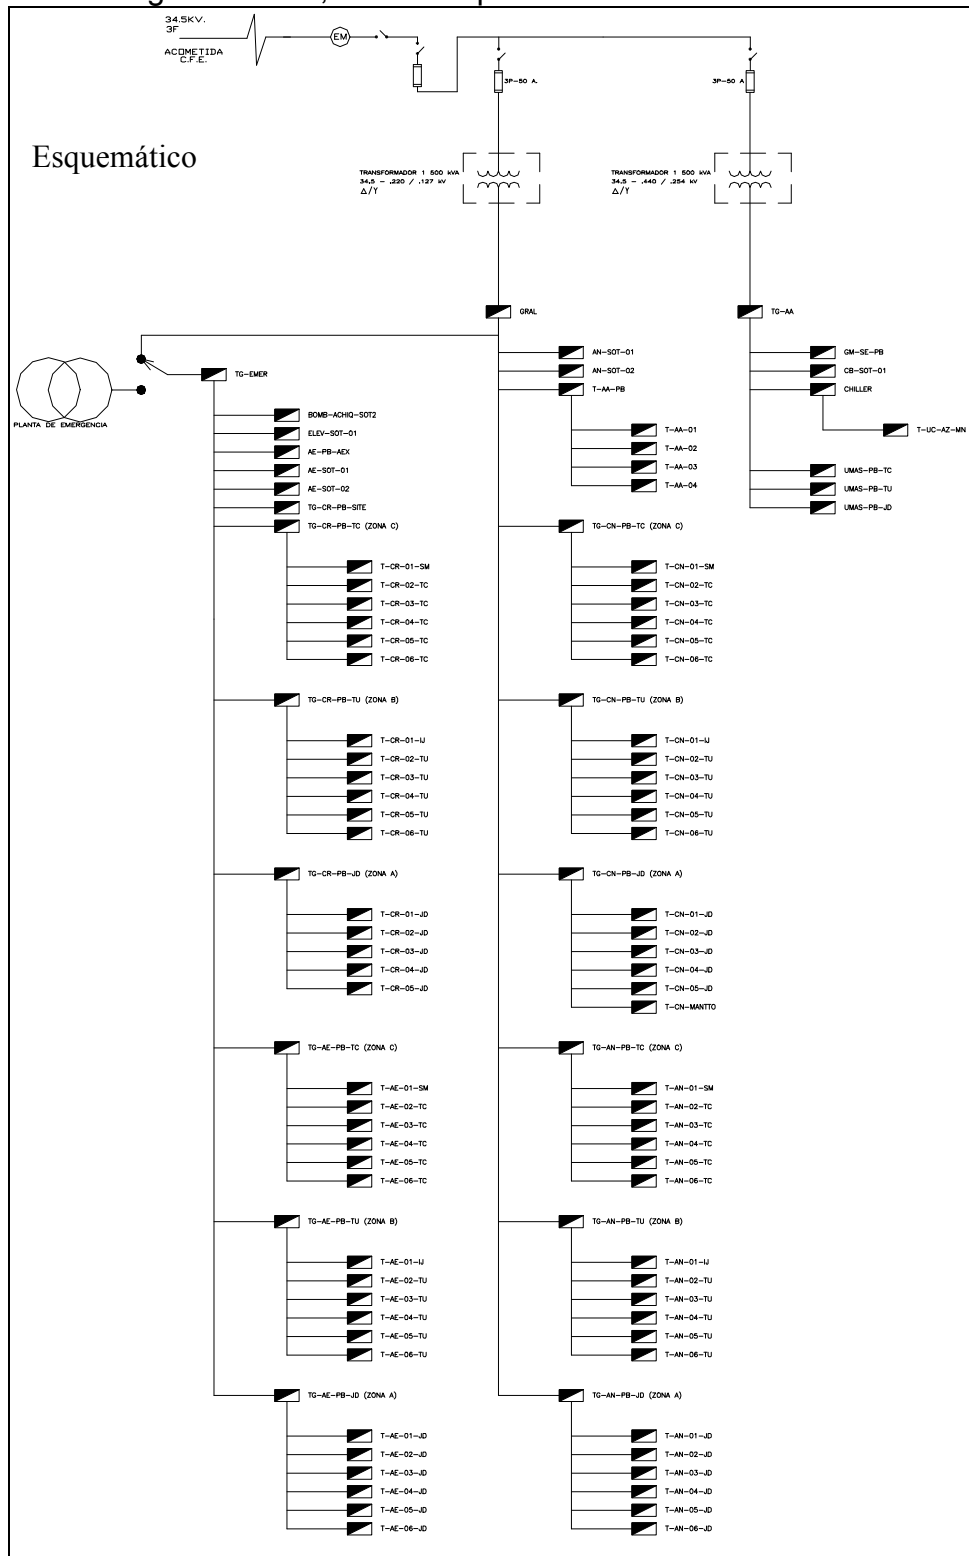 34.5KV.
3F
ACOMETIDA
C.F.E.
EM
3P-50 A.
3P-50 A
Esquemático
TRANSFORMADOR 1 500 kVA
34.5 - .220 / .127 kV
Δ/Y
TRANSFORMADOR 1 500 kVA
34.5 - .440 / .254 kV
Δ/Y
GRAL
TG-AA
PLANTA DE EMERGENCIA
TG-EMER
BOMB-ACHIQ-SOT2
ELEV-SOT-01
AE-PB-AEX
AE-SOT-01
AE-SOT-02
TG-CR-PB-SITE
TG-CR-PB-TC (ZONA C)
T-CR-01-SM
T-CR-02-TC
T-CR-03-TC
T-CR-04-TC
T-CR-05-TC
T-CR-06-TC
TG-CR-PB-TU (ZONA B)
T-CR-01-IJ
T-CR-02-TU
T-CR-03-TU
T-CR-04-TU
T-CR-05-TU
T-CR-06-TU
TG-CR-PB-JD (ZONA A)
T-CR-01-JD
T-CR-02-JD
T-CR-03-JD
T-CR-04-JD
T-CR-05-JD
TG-AE-PB-TC (ZONA C)
T-AE-01-SM
T-AE-02-TC
T-AE-03-TC
T-AE-04-TC
T-AE-05-TC
T-AE-06-TC
TG-AE-PB-TU (ZONA B)
T-AE-01-IJ
T-AE-02-TU
T-AE-03-TU
T-AE-04-TU
T-AE-05-TU
T-AE-06-TU
TG-AE-PB-JD (ZONA A)
T-AE-01-JD
T-AE-02-JD
T-AE-03-JD
T-AE-04-JD
T-AE-05-JD
T-AE-06-JD
AN-SOT-01
AN-SOT-02
T-AA-PB
T-AA-01
T-AA-02
T-AA-03
T-AA-04
TG-CN-PB-TC (ZONA C)
T-CN-01-SM
T-CN-02-TC
T-CN-03-TC
T-CN-04-TC
T-CN-05-TC
T-CN-06-TC
TG-CN-PB-TU (ZONA B)
T-CN-01-IJ
T-CN-02-TU
T-CN-03-TU
T-CN-04-TU
T-CN-05-TU
T-CN-06-TU
TG-CN-PB-JD (ZONA A)
T-CN-01-JD
T-CN-02-JD
T-CN-03-JD
T-CN-04-JD
T-CN-05-JD
T-CN-MANTTO
TG-AN-PB-TC (ZONA C)
T-AN-01-SM
T-AN-02-TC
T-AN-03-TC
T-AN-04-TC
T-AN-05-TC
T-AN-06-TC
TG-AN-PB-TU (ZONA B)
T-AN-01-IJ
T-AN-02-TU
T-AN-03-TU
T-AN-04-TU
T-AN-05-TU
T-AN-06-TU
TG-AN-PB-JD (ZONA A)
T-AN-01-JD
T-AN-02-JD
T-AN-03-JD
T-AN-04-JD
T-AN-05-JD
T-AN-06-JD
GM-SE-PB
CB-SOT-01
CHILLER
T-UC-AZ-MN
UMAS-PB-TC
UMAS-PB-TU
UMAS-PB-JD